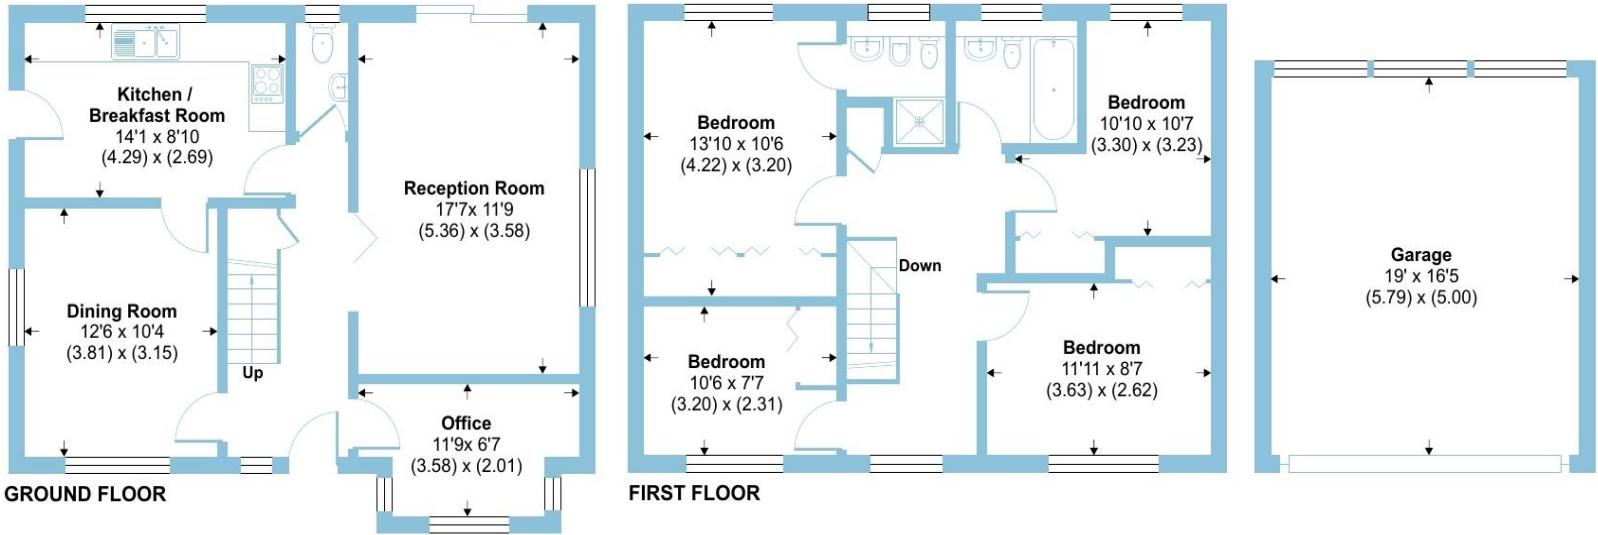 Kitchen /
Breakfast Room
14'1 x 8'10
(4.29) x (2.69)
Reception Room
17'7x 11'9
(5.36) x (3.58)
Dining Room
12'6 x 10'4
(3.81) x (3.15)
Up
Office
11'9x 6'7
(3.58) x (2.01)
GROUND FLOOR
Bedroom
13'10 x 10'6
(4.22) x (3.20)
Bedroom
10'10 x 10'7
(3.30) x (3.23)
Down
Bedroom
10'6 x 7'7
(3.20) x (2.31)
Bedroom
11'11 x 8'7
(3.63) x (2.62)
FIRST FLOOR
Garage
19' x 16'5
(5.79) x (5.00)